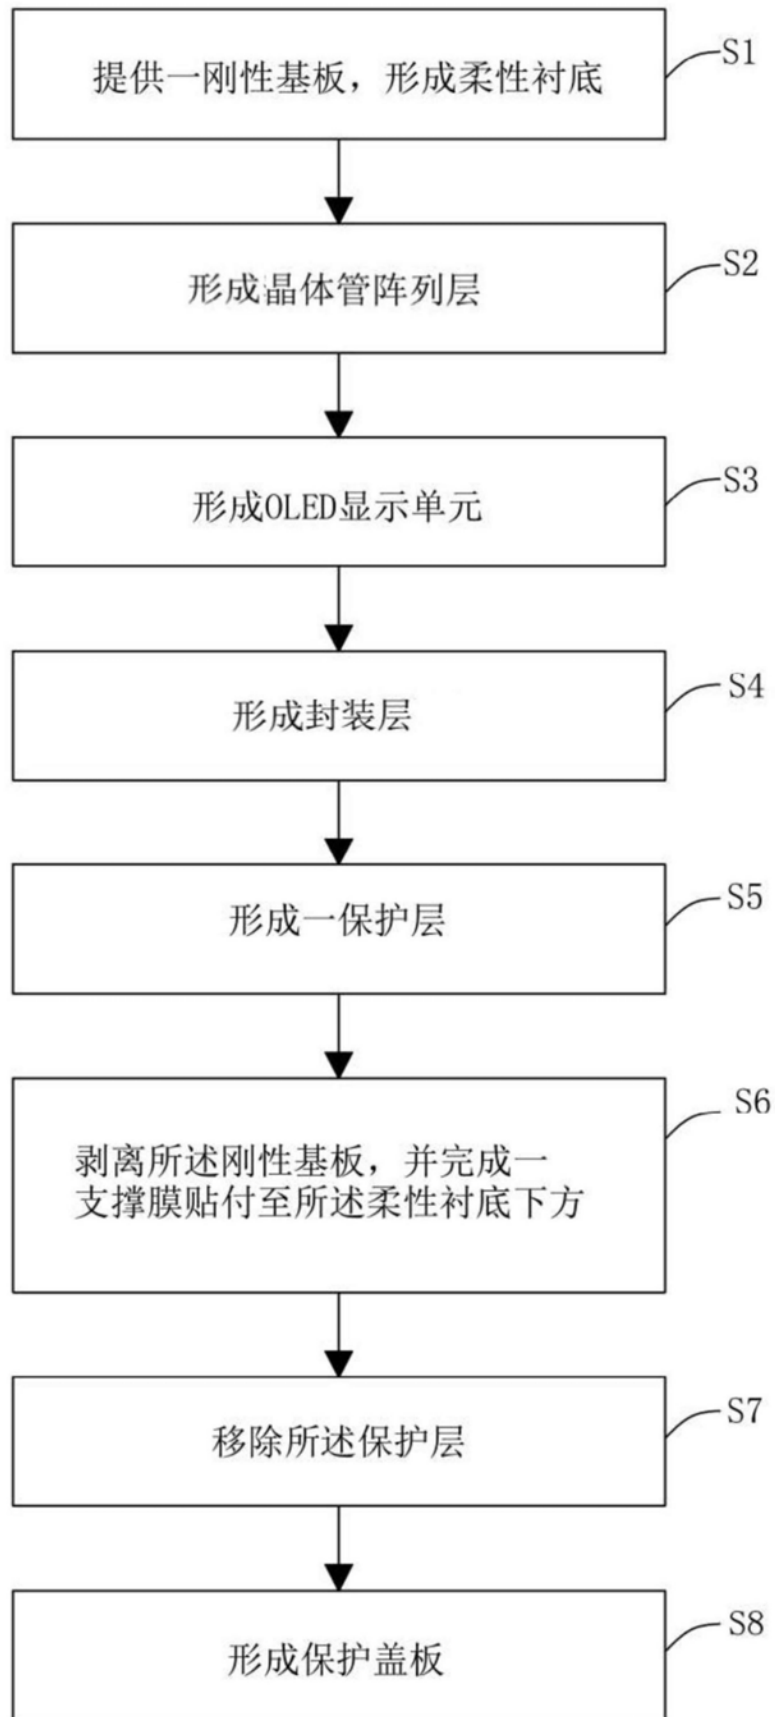 提供一刚性基板，形成柔性衬底
S1
形成晶体管阵列层
S2
形成OLED显示单元
S3
形成封装层
S4
形成一保护层
S5
剥离所述刚性基板，并完成一
支撑膜贴付至所述柔性衬底下方
S6
移除所述保护层
S7
形成保护盖板
S8